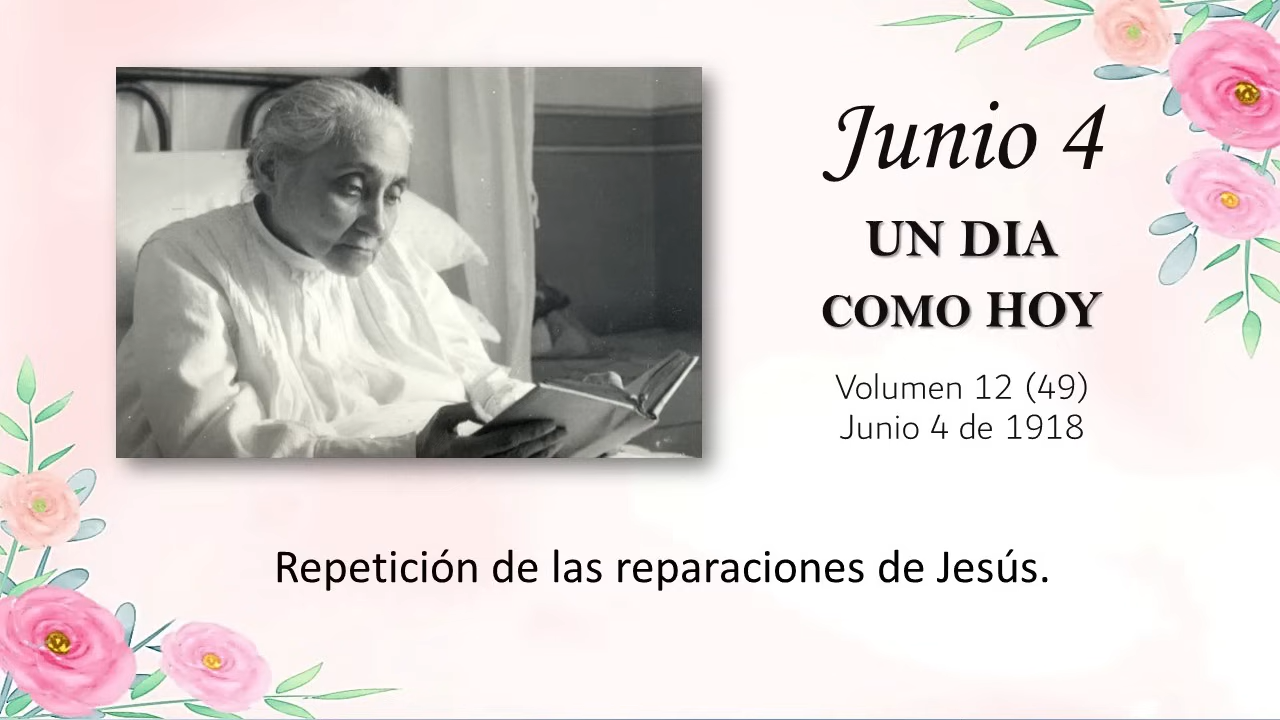 Junio 4
UN DIA
COMO HOY
Volumen 12 (49)
Junio 4 de 1918
Repetición de las reparaciones de Jesús.